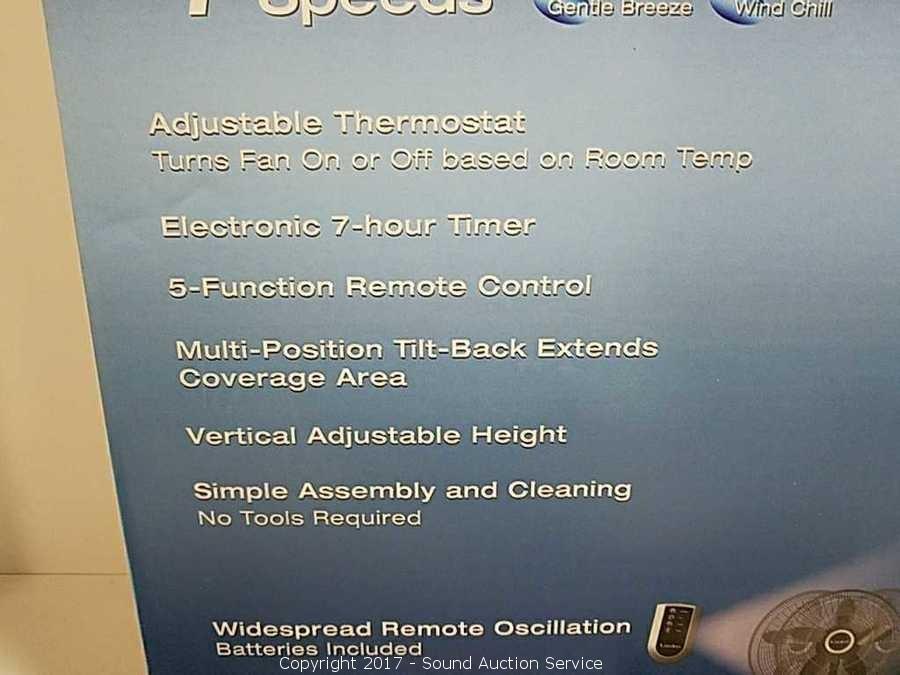 Speeds Gentle Breeze Wind Chill
Adjustable Thermostat
Turns Fan On or Off based on Room Temp
Electronic 7-hour Timer
5-Function Remote Control
Multi-Position Tilt-Back Extends
Coverage Area
Vertical Adjustable Height
Simple Assembly and Cleaning
No Tools Required
Widespread Remote Oscillation
Batteries Included
Copyright 2017 - Sound Auction Service